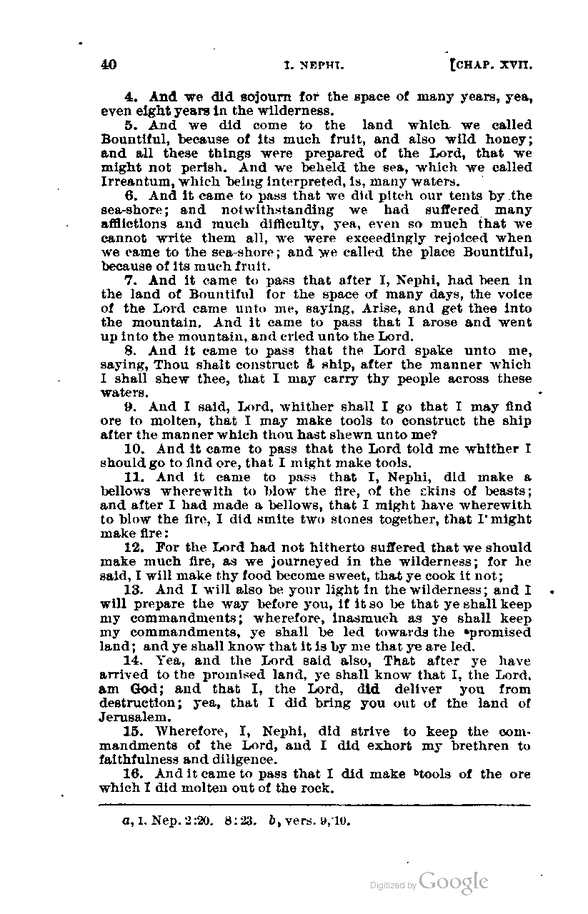 40 I. NEPHI. [CHAP. XVII.
4. And we did sojourn for the space of many years, yea,
even eight years in the wilderness.
5. And we did come to the land which we called
Bountiful, because of its much fruit, and also wild honey;
and all these things were prepared of the Lord, that we
might not perish. And we beheld the sea, which we called
Irreantum, which being interpreted, is, many waters.
6. And it came to pass that we did pitch our tents by the
sea-shore; and notwithstanding we had suffered many
afflictions and much difficulty, yea, even so much that we
cannot write them all, we were exceedingly rejoiced when
we came to the sea-shore; and we called the place Bountiful,
because of its much fruit.
7. And it came to pass that after I, Nephi, had been in
the land of Bountiful for the space of many days, the voice
of the Lord came unto me, saying, Arise, and get thee into
the mountain. And it came to pass that I arose and went
up into the mountain, and cried unto the Lord.
8. And it came to pass that the Lord spake unto me,
saying, Thou shalt construct a ship, after the manner which
I shall shew thee, that I may carry thy people across these
waters.
9. And I said, Lord, whither shall I go that I may find
ore to molten, that I may make tools to construct the ship
after the manner which thou hast shewn unto me?
10. And it came to pass that the Lord told me whither I
should go to find ore, that I might make tools.
11. And it came to pass that I, Nephi, did make a
bellows wherewith to blow the fire, of the skins of beasts;
and after I had made a bellows, that I might have wherewith
to blow the fire, I did smite two stones together, that I might
make fire:
12. For the Lord had not hitherto suffered that we should
make much fire, as we journeyed in the wilderness; for he
said, I will make thy food become sweet, that ye cook it not;
13. And I will also be your light in the wilderness; and I
will prepare the way before you, if it so be that ye shall keep
my commandments; wherefore, inasmuch as ye shall keep
my commandments, ye shall be led towards the ᵃpromised
land; and ye shall know that it is by me that ye are led.
14. Yea, and the Lord said also, That after ye have
arrived to the promised land, ye shall know that I, the Lord,
am God; and that I, the Lord, did deliver you from
destruction; yea, that I did bring you out of the land of
Jerusalem.
15. Wherefore, I, Nephi, did strive to keep the com-
mandments of the Lord, and I did exhort my brethren to
faithfulness and diligence.
16. And it came to pass that I did make ᵇtools of the ore
which I did molten out of the rock.
a, 1. Nep. 2:20. 8:23. b, vers. 9, 10.
Digitized by Google